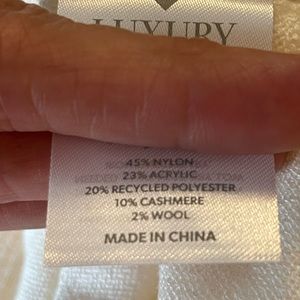 LUXURY
45% NYLON
23% ACRYLIC
20% RECYCLED POLYESTER
10% CASHMERE
2% WOOL
MADE IN CHINA